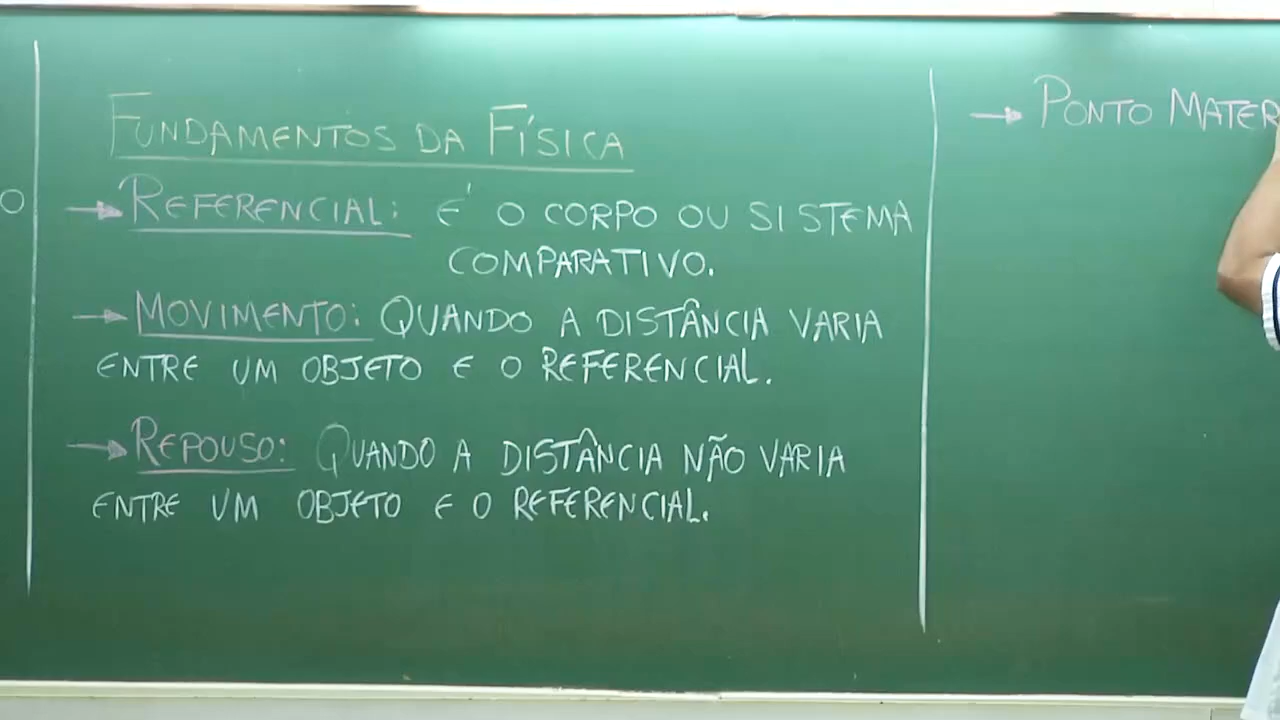 O
FUNDAMENTOS DA FÍSICA
→ REFERENCIAL: É O CORPO OU SISTEMA
COMPARATIVO.
→ MOVIMENTO: QUANDO A DISTÂNCIA VARIA
ENTRE UM OBJETO E O REFERENCIAL.
→ REPOUSO: QUANDO A DISTÂNCIA NÃO VARIA
ENTRE UM OBJETO E O REFERENCIAL.
→ PONTO MATER